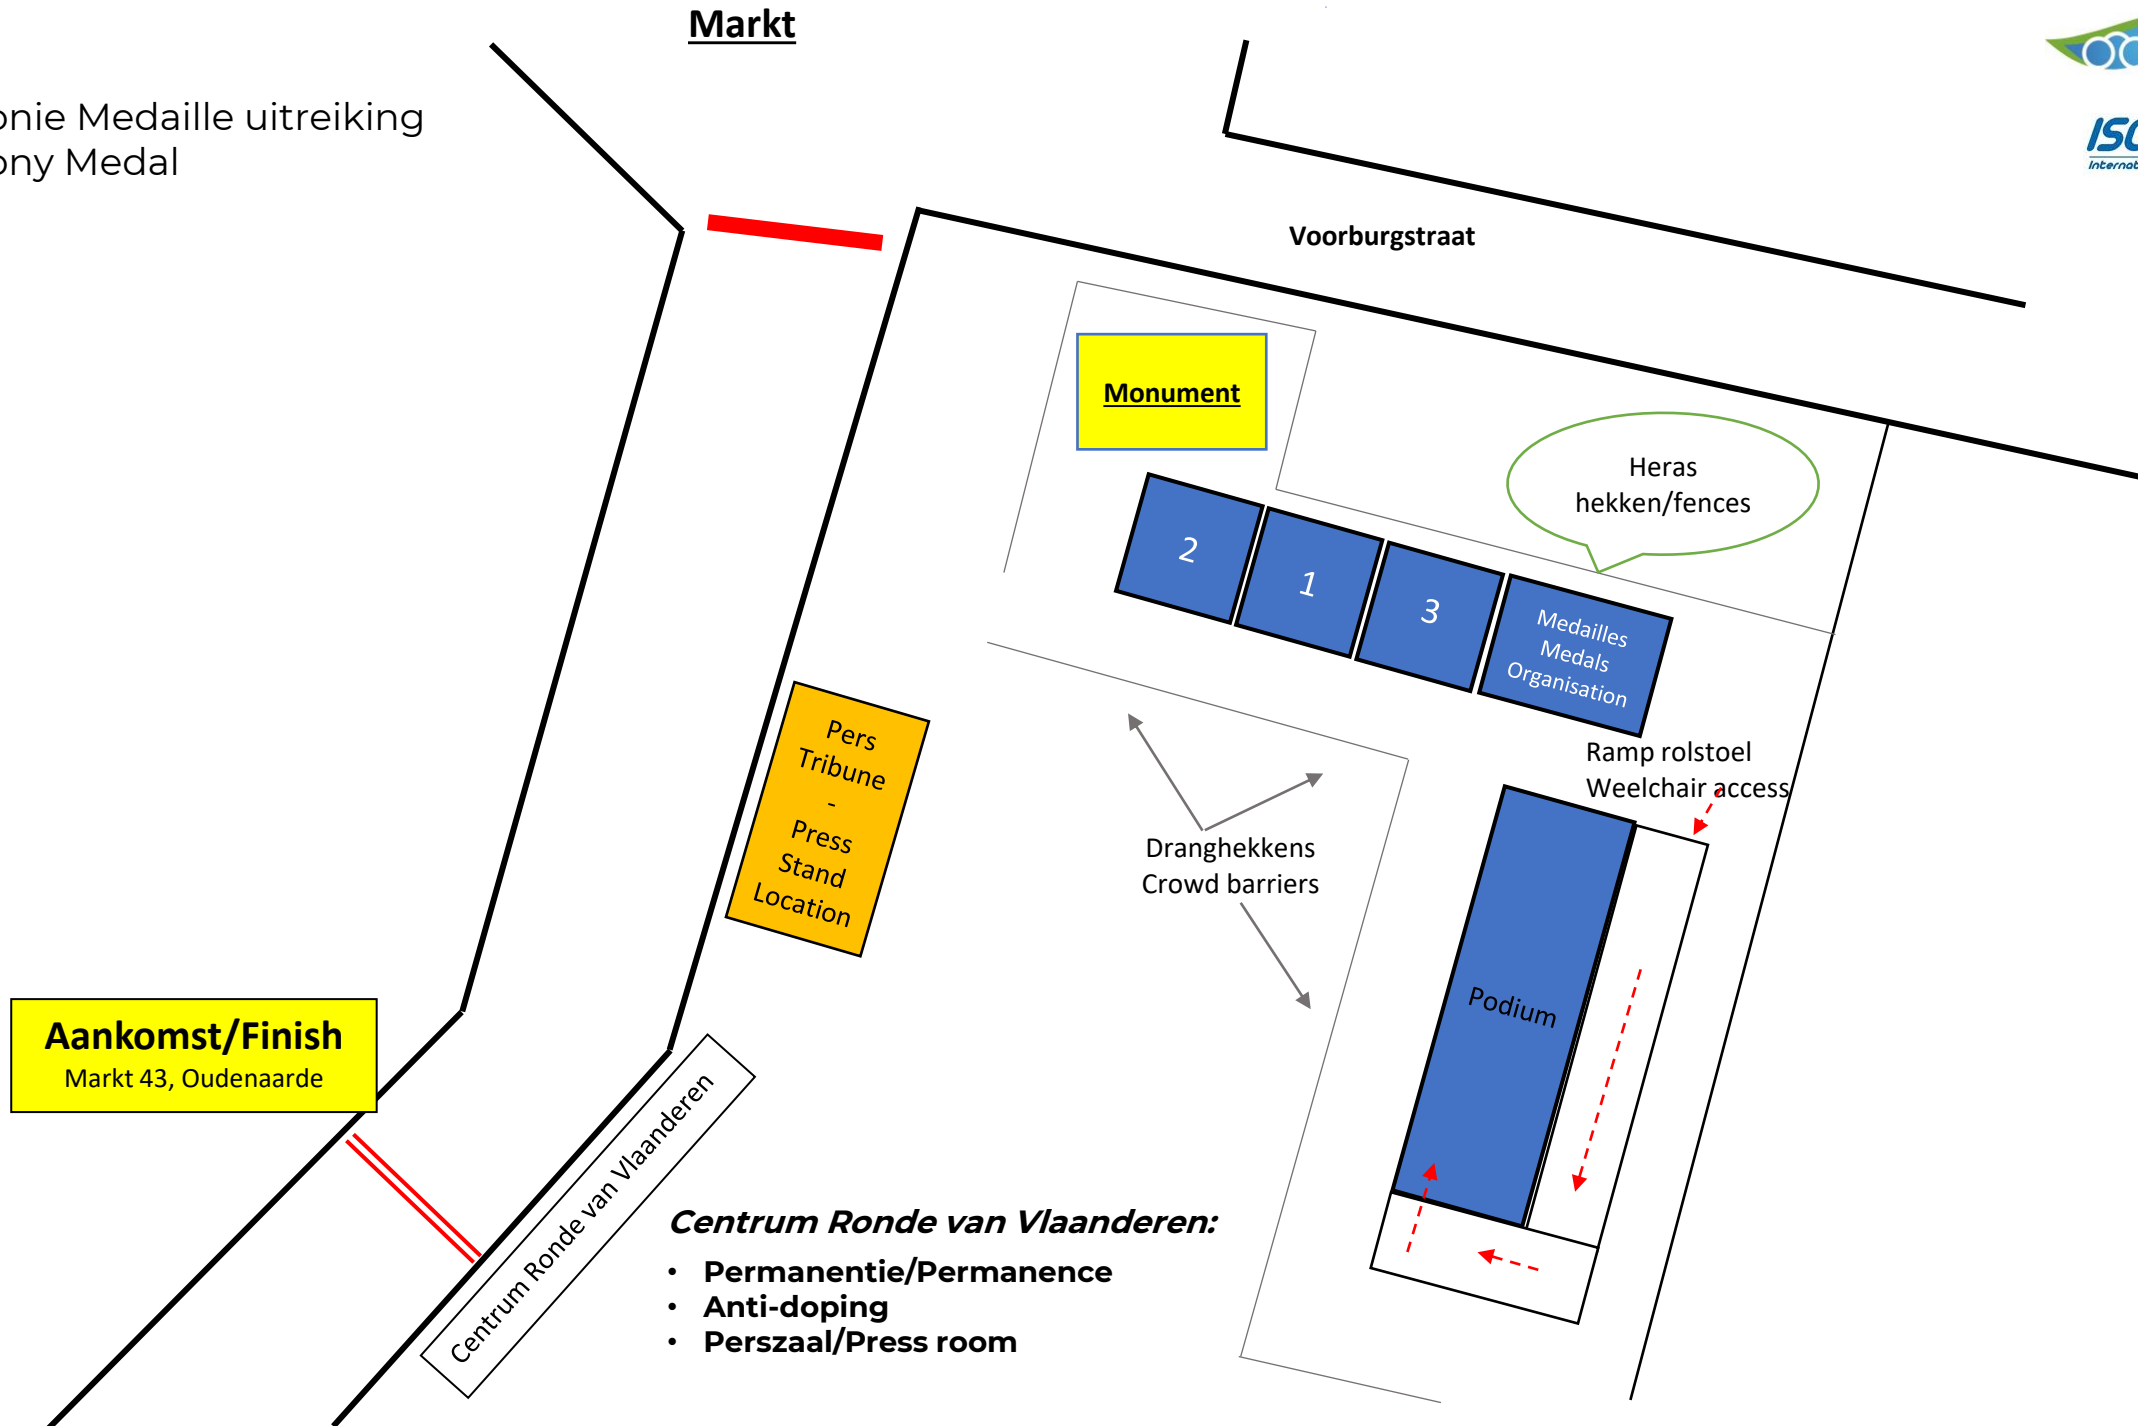 Markt
onie Medaille uitreiking
ony Medal
Voorburgstraat
Monument
Heras
hekken/fences
2
1
3
Medailles
Medals
Organisation
Pers
Tribune
-
Press
Stand
Location
Ramp rolstoel
Weelchair access
Dranghekkens
Crowd barriers
Podium
Aankomst/Finish
Markt 43, Oudenaarde
Centrum Ronde van Vlaanderen
Centrum Ronde van Vlaanderen:
• Permanentie/Permanence
• Anti-doping
• Perszaal/Press room